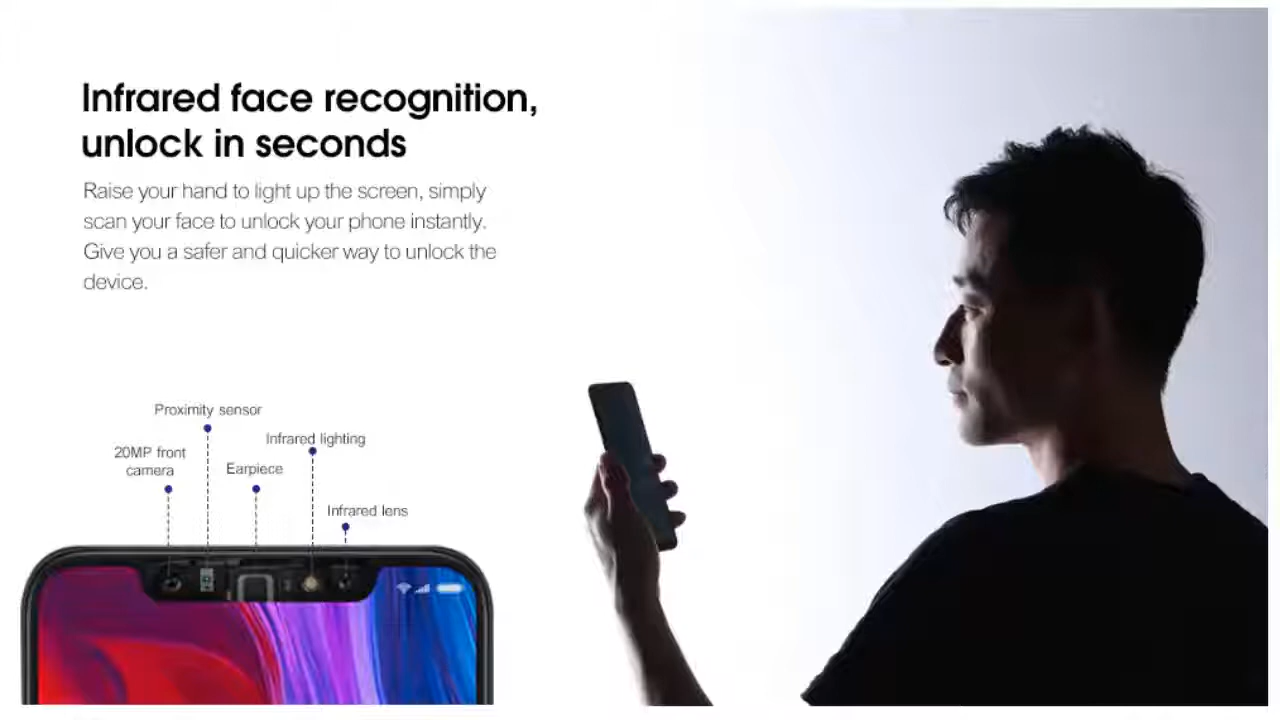 Infrared face recognition,
unlock in seconds
Raise your hand to light up the screen, simply
scan your face to unlock your phone instantly.
Give you a safer and quicker way to unlock the
device.
Proximity sensor
Infrared lighting
20MP front
camera
Earpiece
Infrared lens